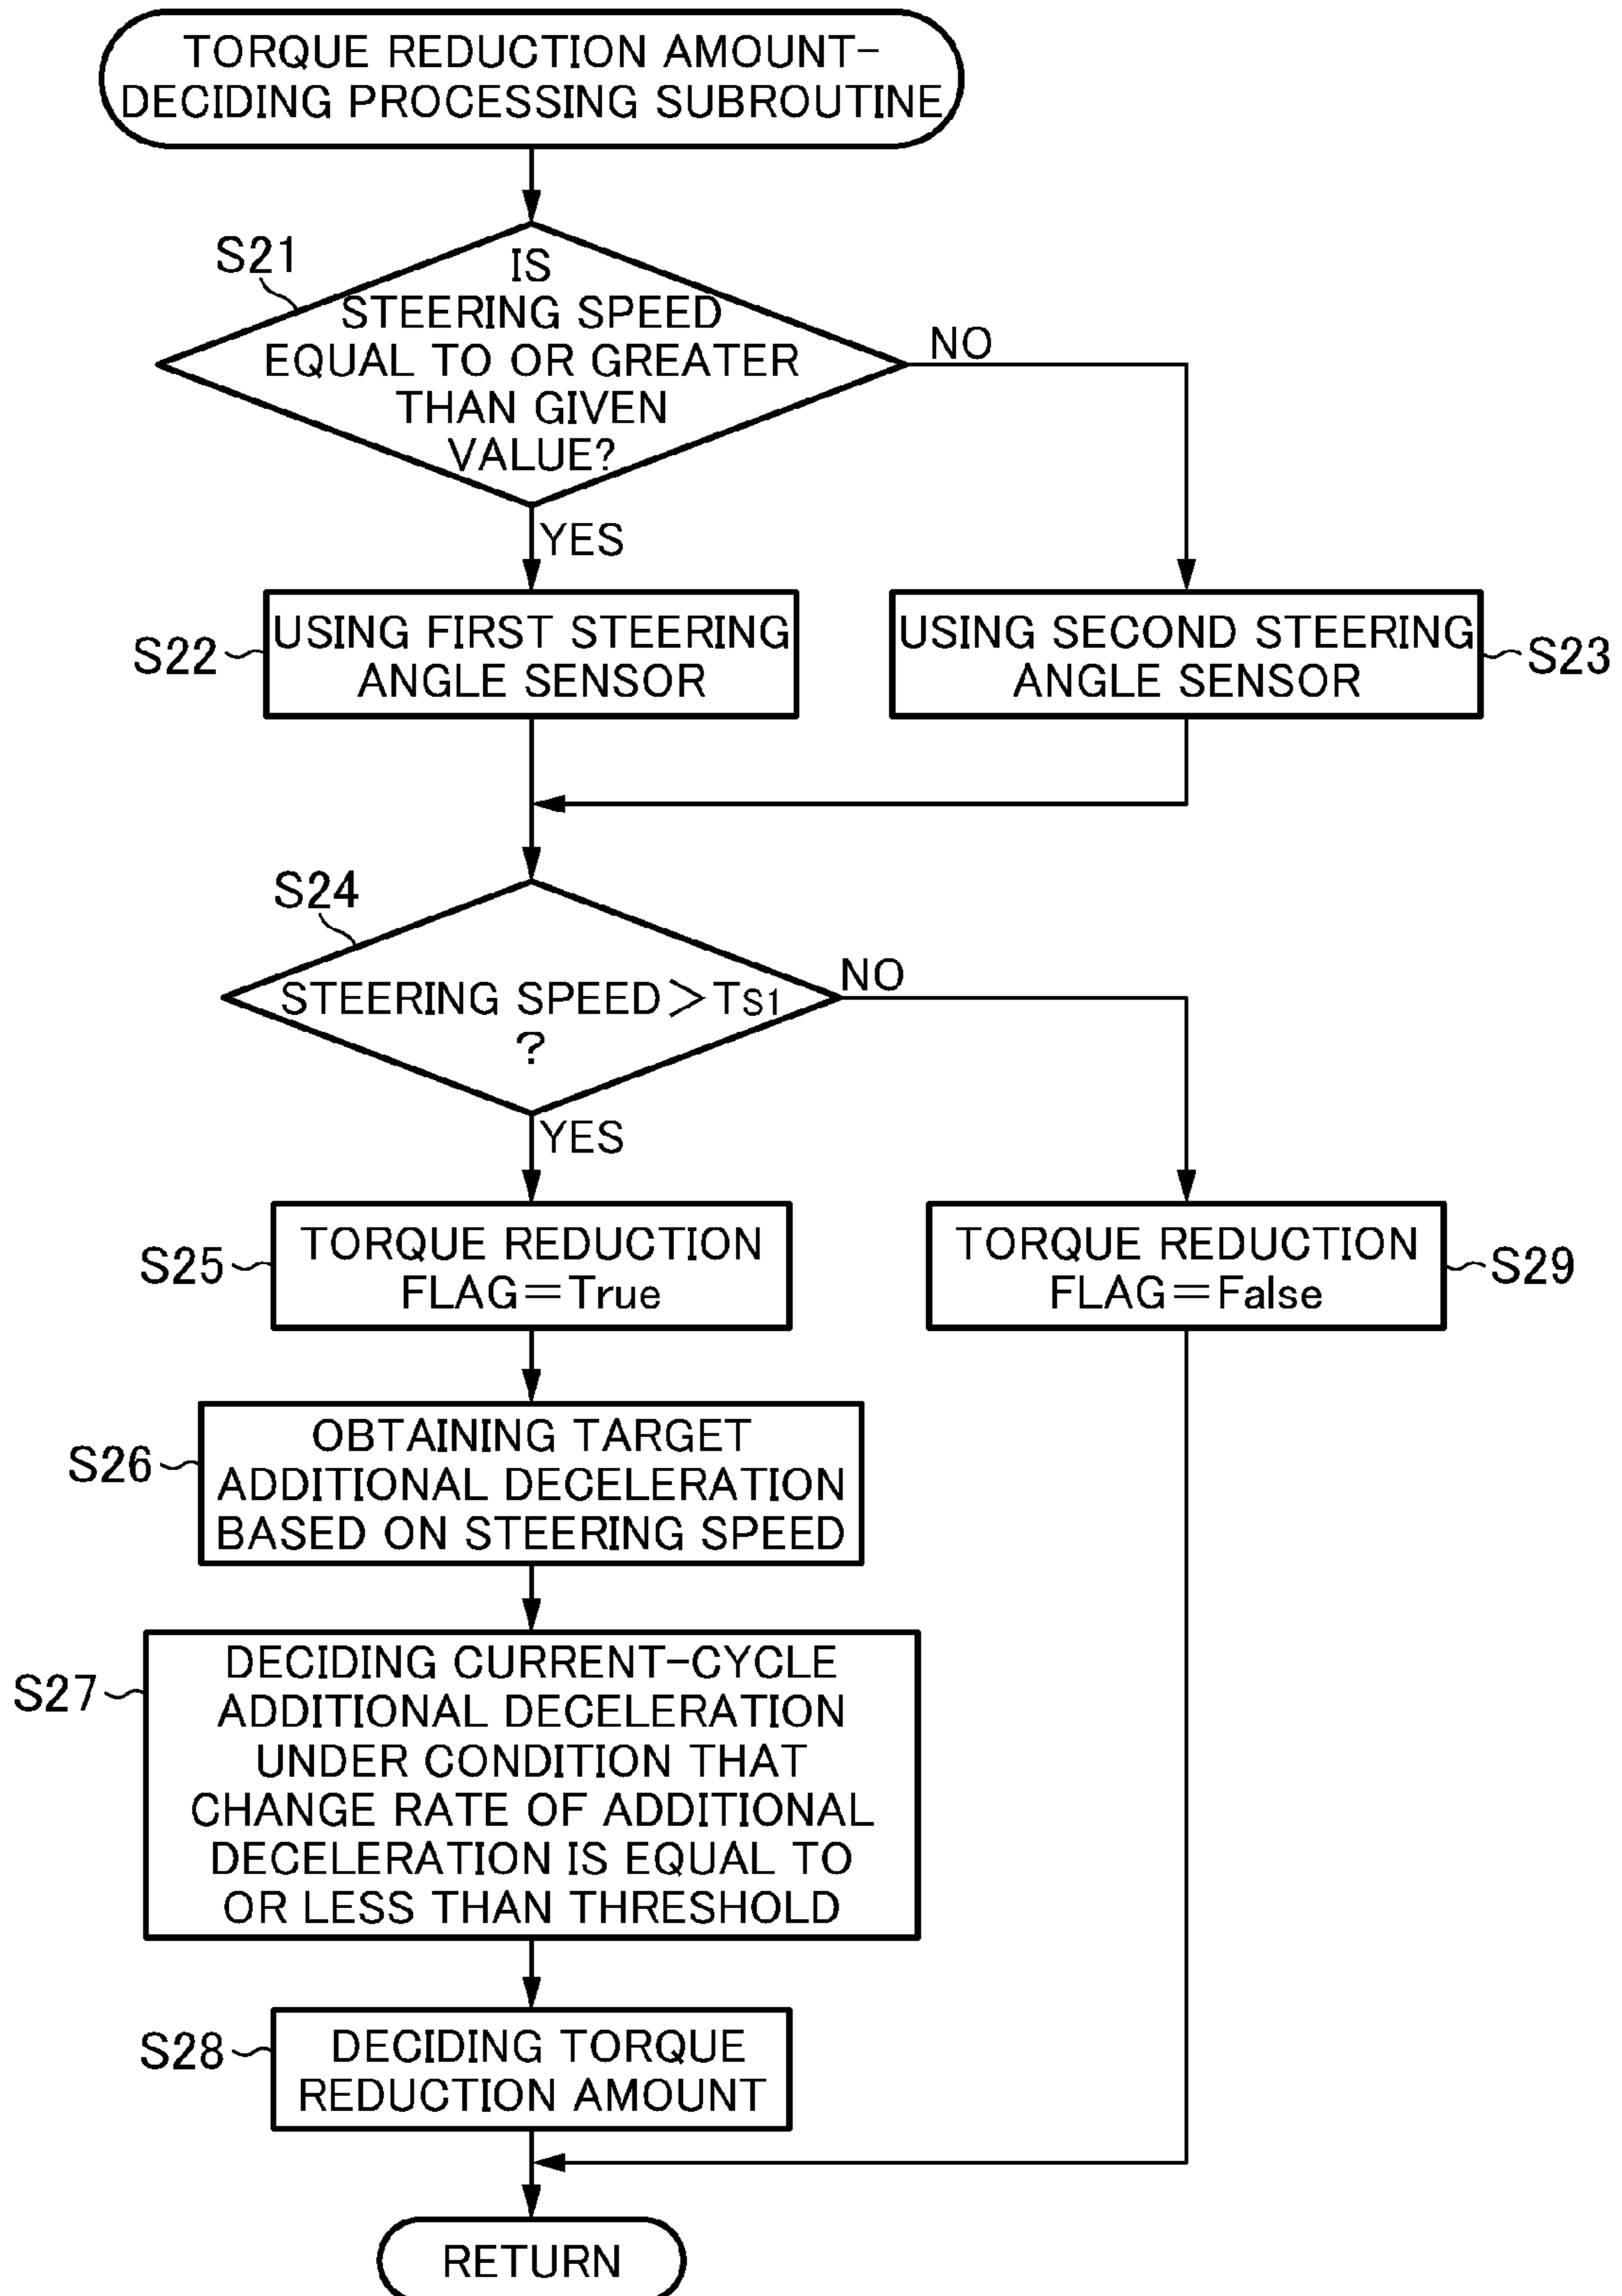 TORQUE REDUCTION AMOUNT-
DECIDING PROCESSING SUBROUTINE
S21
IS
STEERING SPEED
EQUAL TO OR GREATER
THAN GIVEN
VALUE?
NO
YES
S22
USING FIRST STEERING
ANGLE SENSOR
USING SECOND STEERING
ANGLE SENSOR
S23
S24
STEERING SPEED＞TS1
?
NO
YES
S25
TORQUE REDUCTION
FLAG＝True
TORQUE REDUCTION
FLAG＝False
S29
S26
OBTAINING TARGET
ADDITIONAL DECELERATION
BASED ON STEERING SPEED
S27
DECIDING CURRENT-CYCLE
ADDITIONAL DECELERATION
UNDER CONDITION THAT
CHANGE RATE OF ADDITIONAL
DECELERATION IS EQUAL TO
OR LESS THAN THRESHOLD
S28
DECIDING TORQUE
REDUCTION AMOUNT
RETURN